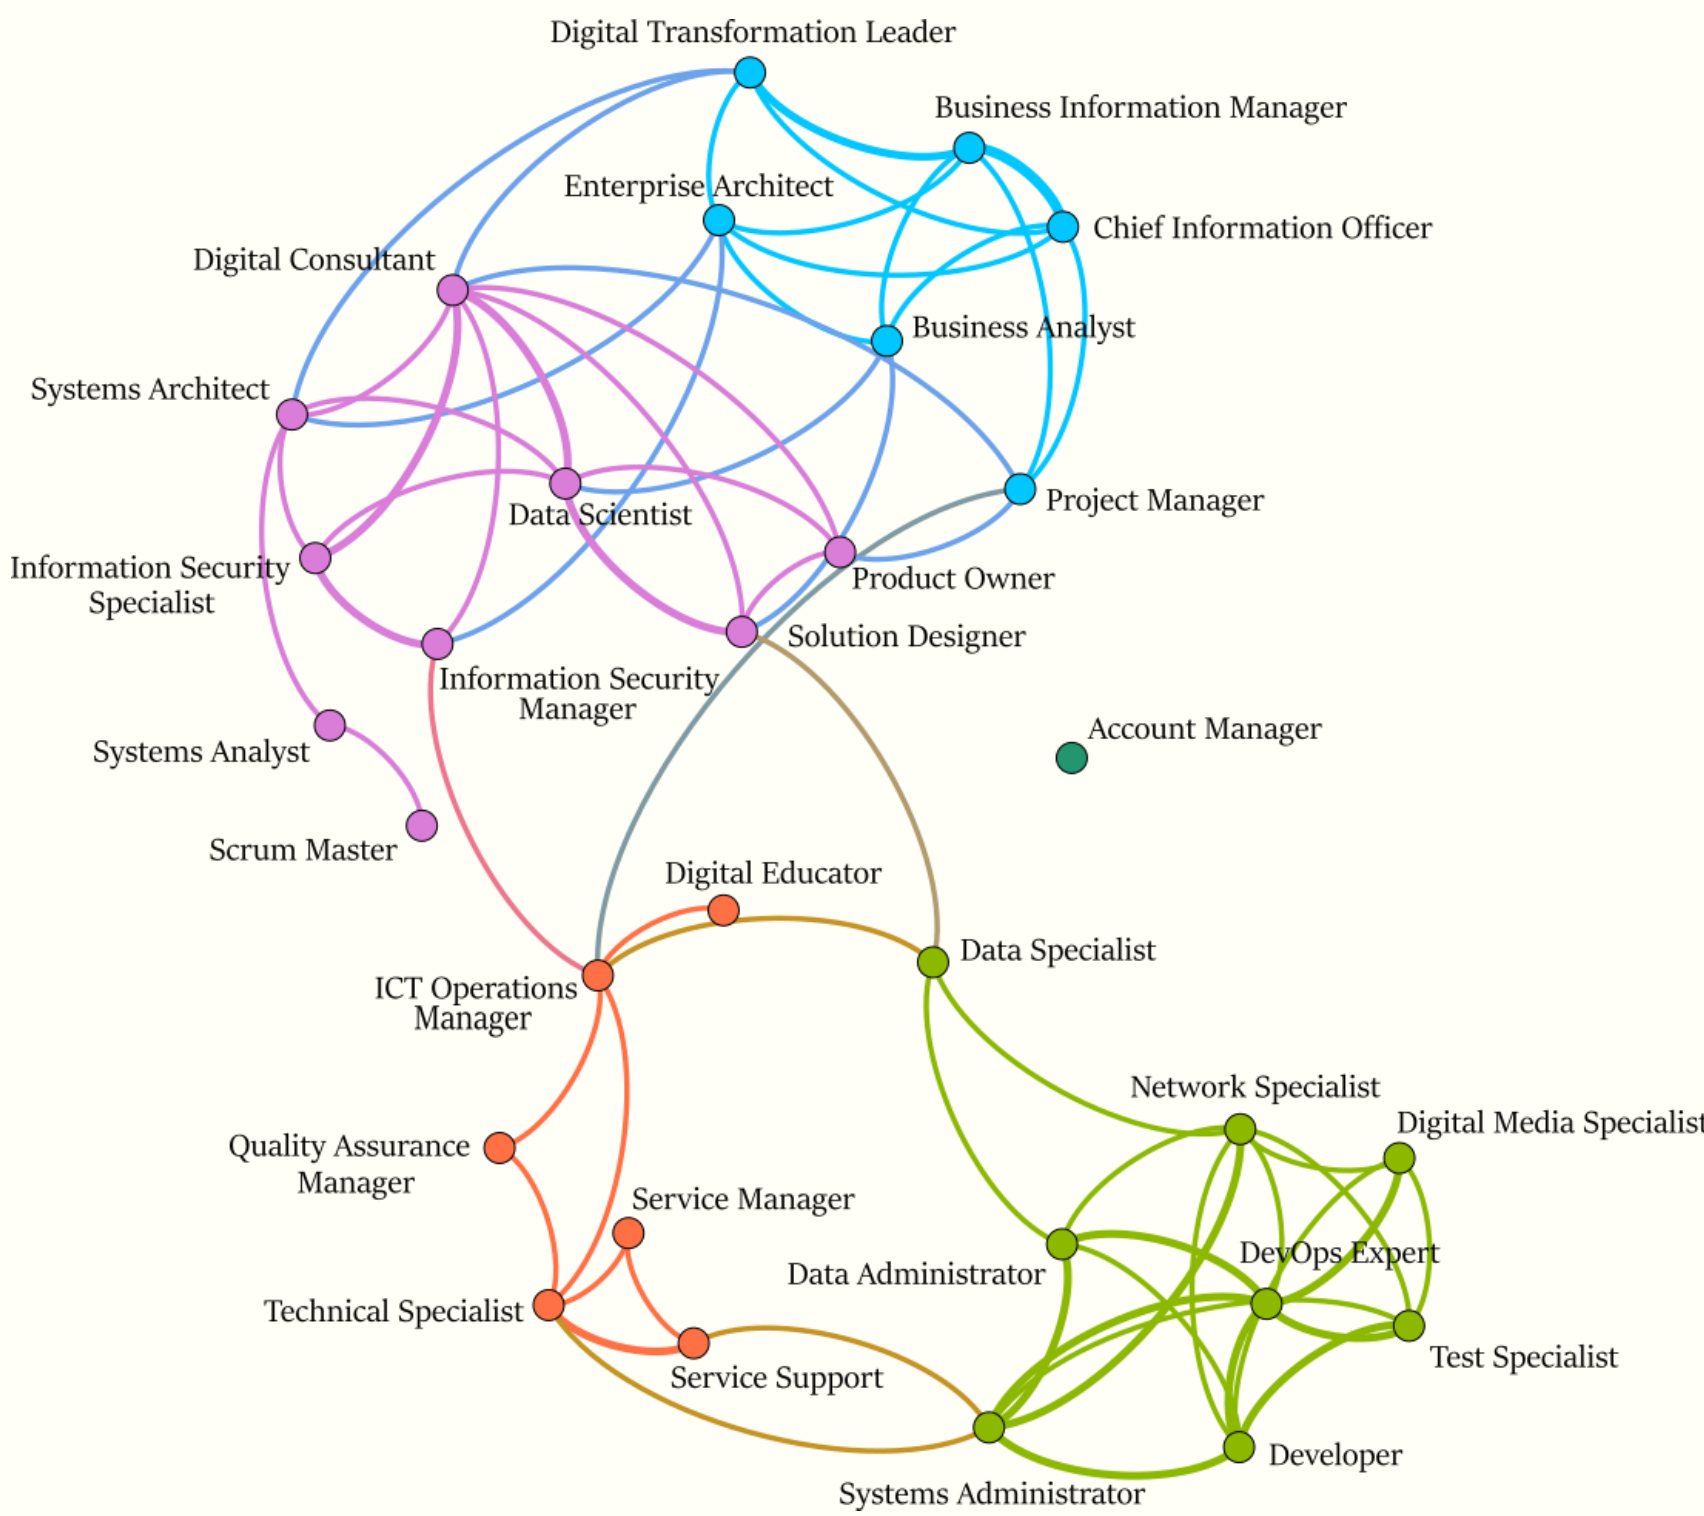 Digital Transformation Leader
Business Information Manager
Enterprise Architect
Chief Information Officer
Digital Consultant
Business Analyst
Systems Architect
Project Manager
Data Scientist
Information Security
Specialist
Product Owner
Solution Designer
Information Security
Manager
Account Manager
Systems Analyst
Scrum Master
Digital Educator
Data Specialist
ICT Operations
Manager
Network Specialist
Digital Media Specialist
Quality Assurance
Manager
Service Manager
DevOps Expert
Data Administrator
Technical Specialist
Test Specialist
Service Support
Developer
Systems Administrator